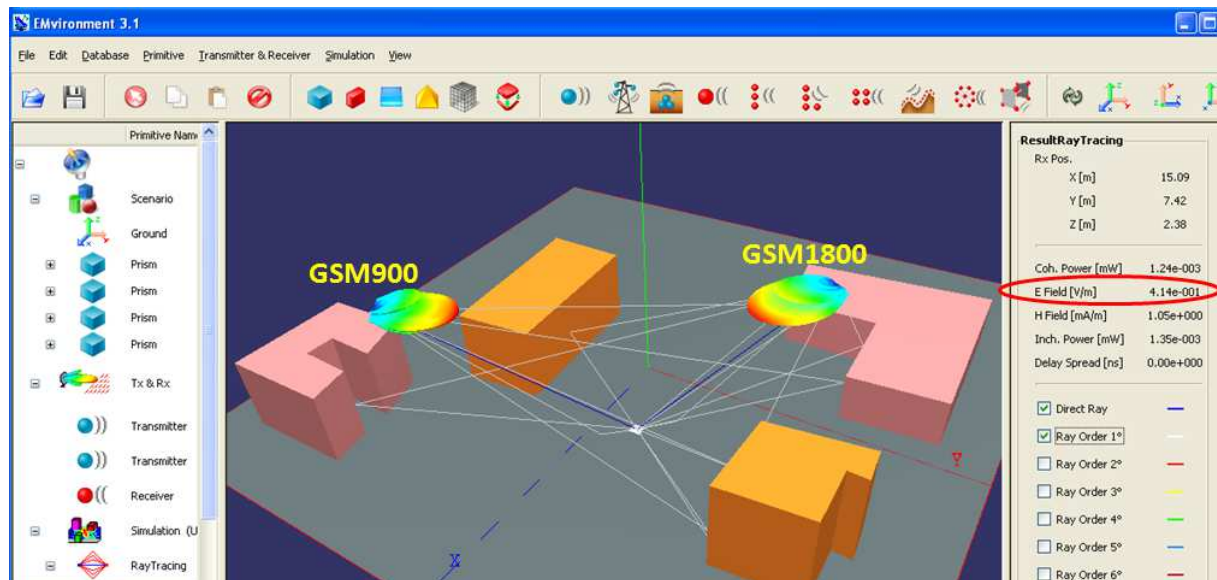 EMvironment 3.1
File Edit Database Primitive Transmitter & Receiver Simulation View
Primitive Nam
Scenario
Ground
Prism
Prism
Prism
Prism
Tx & Rx
Transmitter
Transmitter
Receiver
Simulation (U
RayTracing
GSM900
GSM1800
X
Y
ResultRayTracing
Rx Pos.
X [m] 15.09
Y [m] 7.42
Z [m] 2.38
Coh. Power [mW] 1.24e-003
E Field [V/m] 4.14e-001
H Field [mA/m] 1.05e+000
Inch. Power [mW] 1.35e-003
Delay Spread [ns] 0.00e+000
Direct Ray
Ray Order 1°
Ray Order 2°
Ray Order 3°
Ray Order 4°
Ray Order 5°
Ray Order 6°